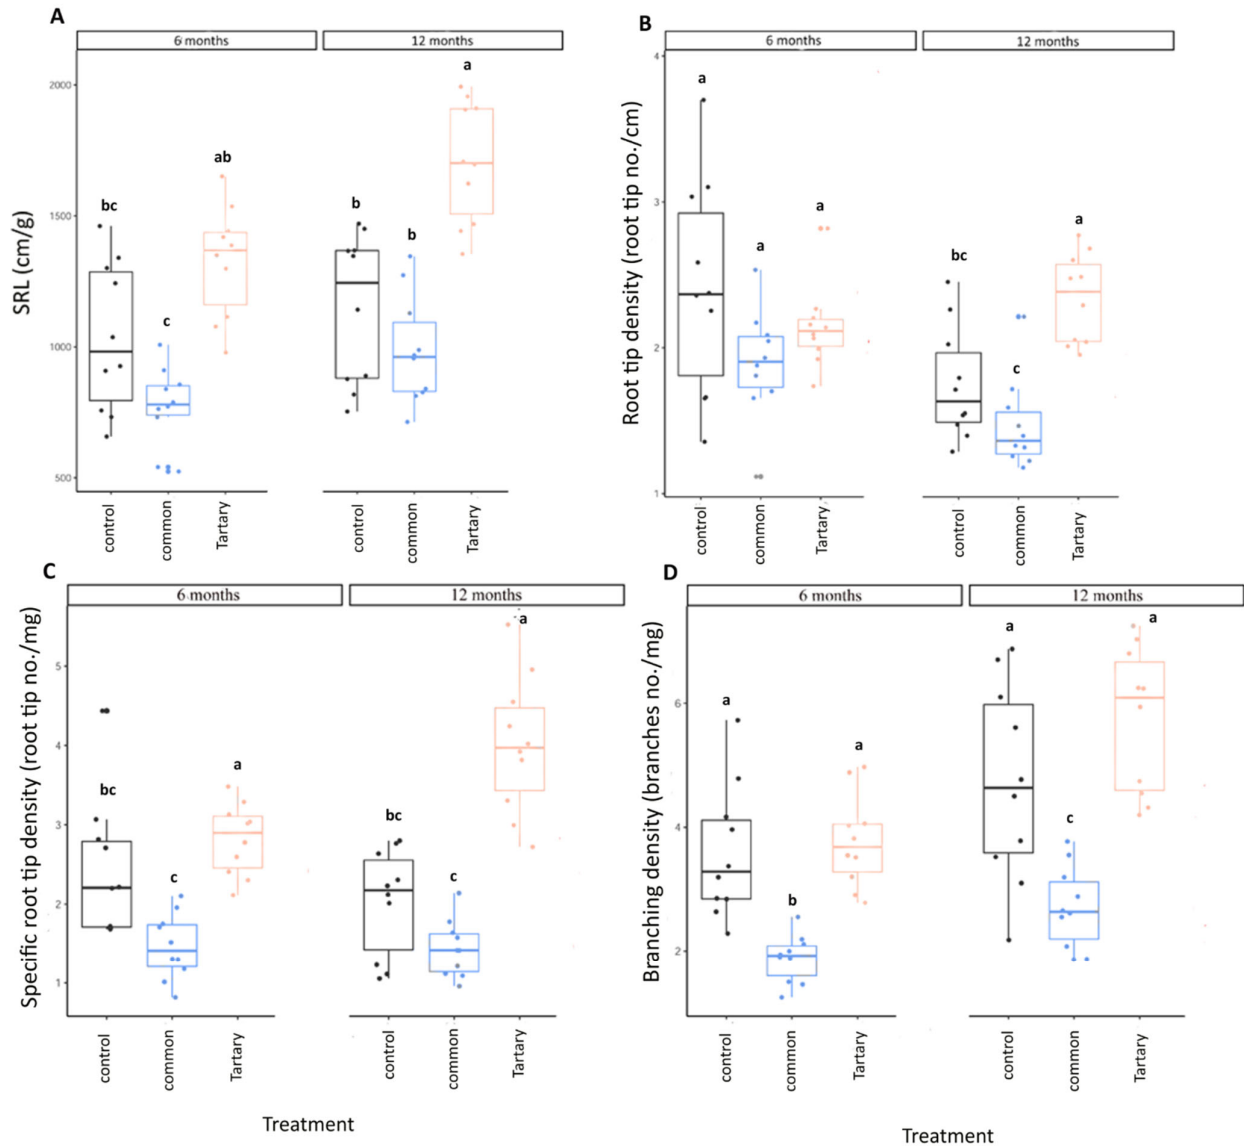 A
6 months
12 months
SRL (cm/g)
2000
1500
1000
500
bc
c
ab
b
b
a
control
common
Tartary
control
common
Tartary
B
6 months
12 months
Root tip density (root tip no./cm)
4
3
2
1
a
a
a
bc
c
a
control
common
Tartary
control
common
Tartary
C
6 months
12 months
Specific root tip density (root tip no./mg)
5
4
3
2
1
bc
c
a
bc
c
a
control
common
Tartary
control
common
Tartary
Treatment
D
6 months
12 months
Branching density (branches no./mg)
6
4
2
a
b
a
a
c
a
control
common
Tartary
control
common
Tartary
Treatment